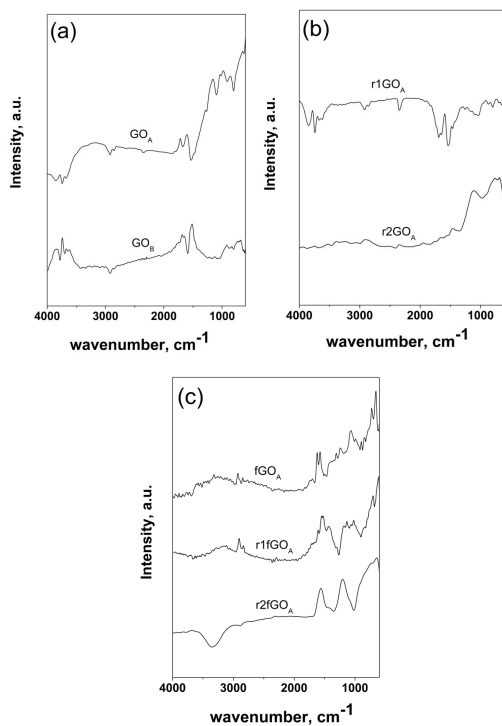 (a)
Intensity, a.u.
GO_A
GO_B
4000 3000 2000 1000
wavenumber, cm^-1
(b)
Intensity, a.u.
r1GO_A
r2GO_A
4000 3000 2000 1000
wavenumber, cm^-1
(c)
Intensity, a.u.
fGO_A
r1fGO_A
r2fGO_A
4000 3000 2000 1000
wavenumber, cm^-1